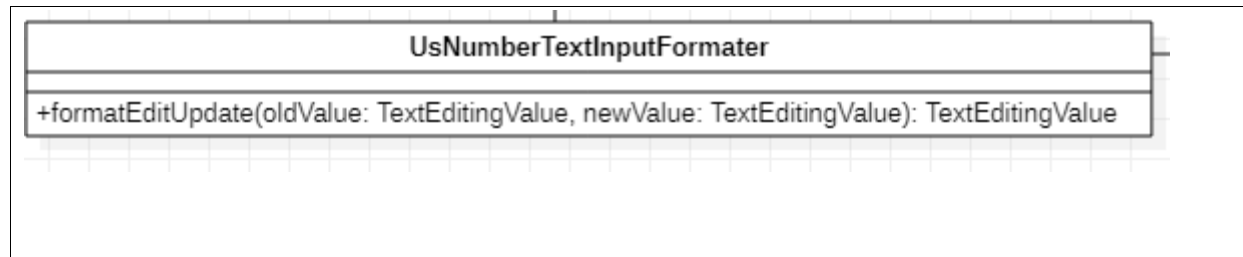 UsNumberTextInputFormater
+formatEditUpdate(oldValue: TextEditingValue, newValue: TextEditingValue): TextEditingValue